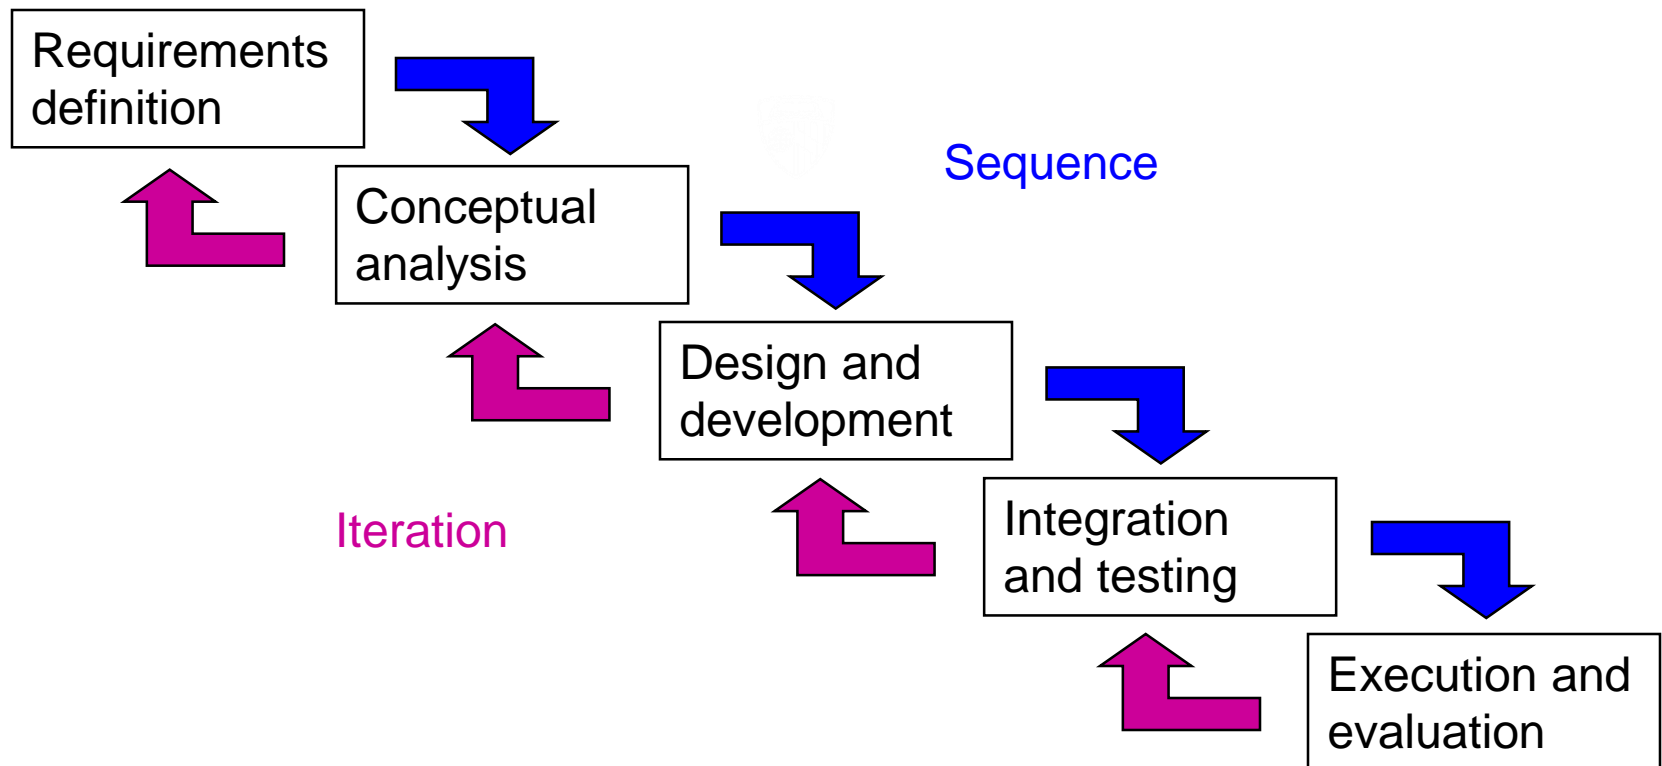 Requirements
definition
Sequence
Conceptual
analysis
Design and
development
Iteration
Integration
and testing
Execution and
evaluation